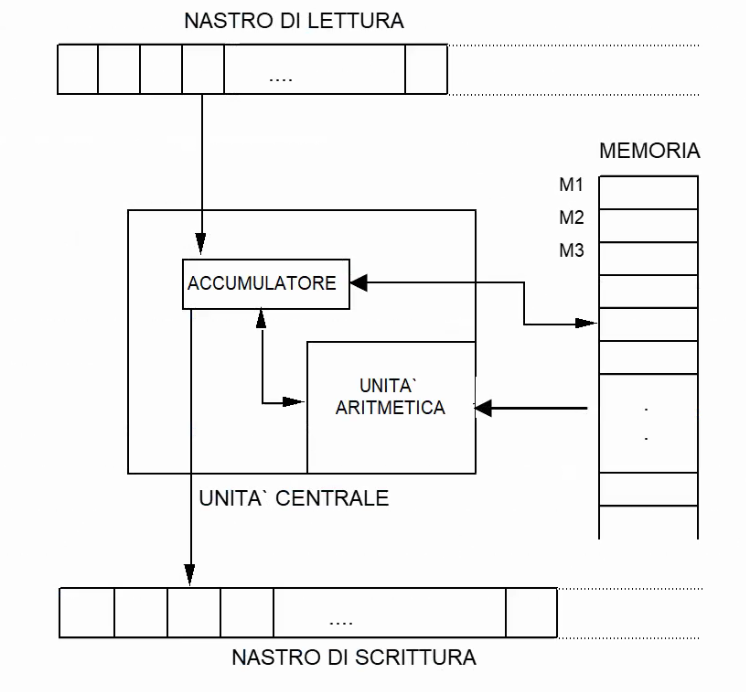 NASTRO DI LETTURA
....
MEMORIA
M1
M2
M3
ACCUMULATORE
UNITA` ARITMETICA
.
.
UNITA` CENTRALE
....
NASTRO DI SCRITTURA